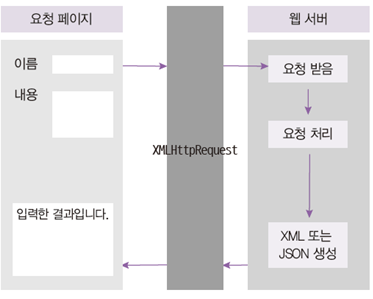 요청 페이지
웹 서버
이름
내용
입력한 결과입니다.
XMLHttpRequest
요청 받음
요청 처리
XML 또는
JSON 생성